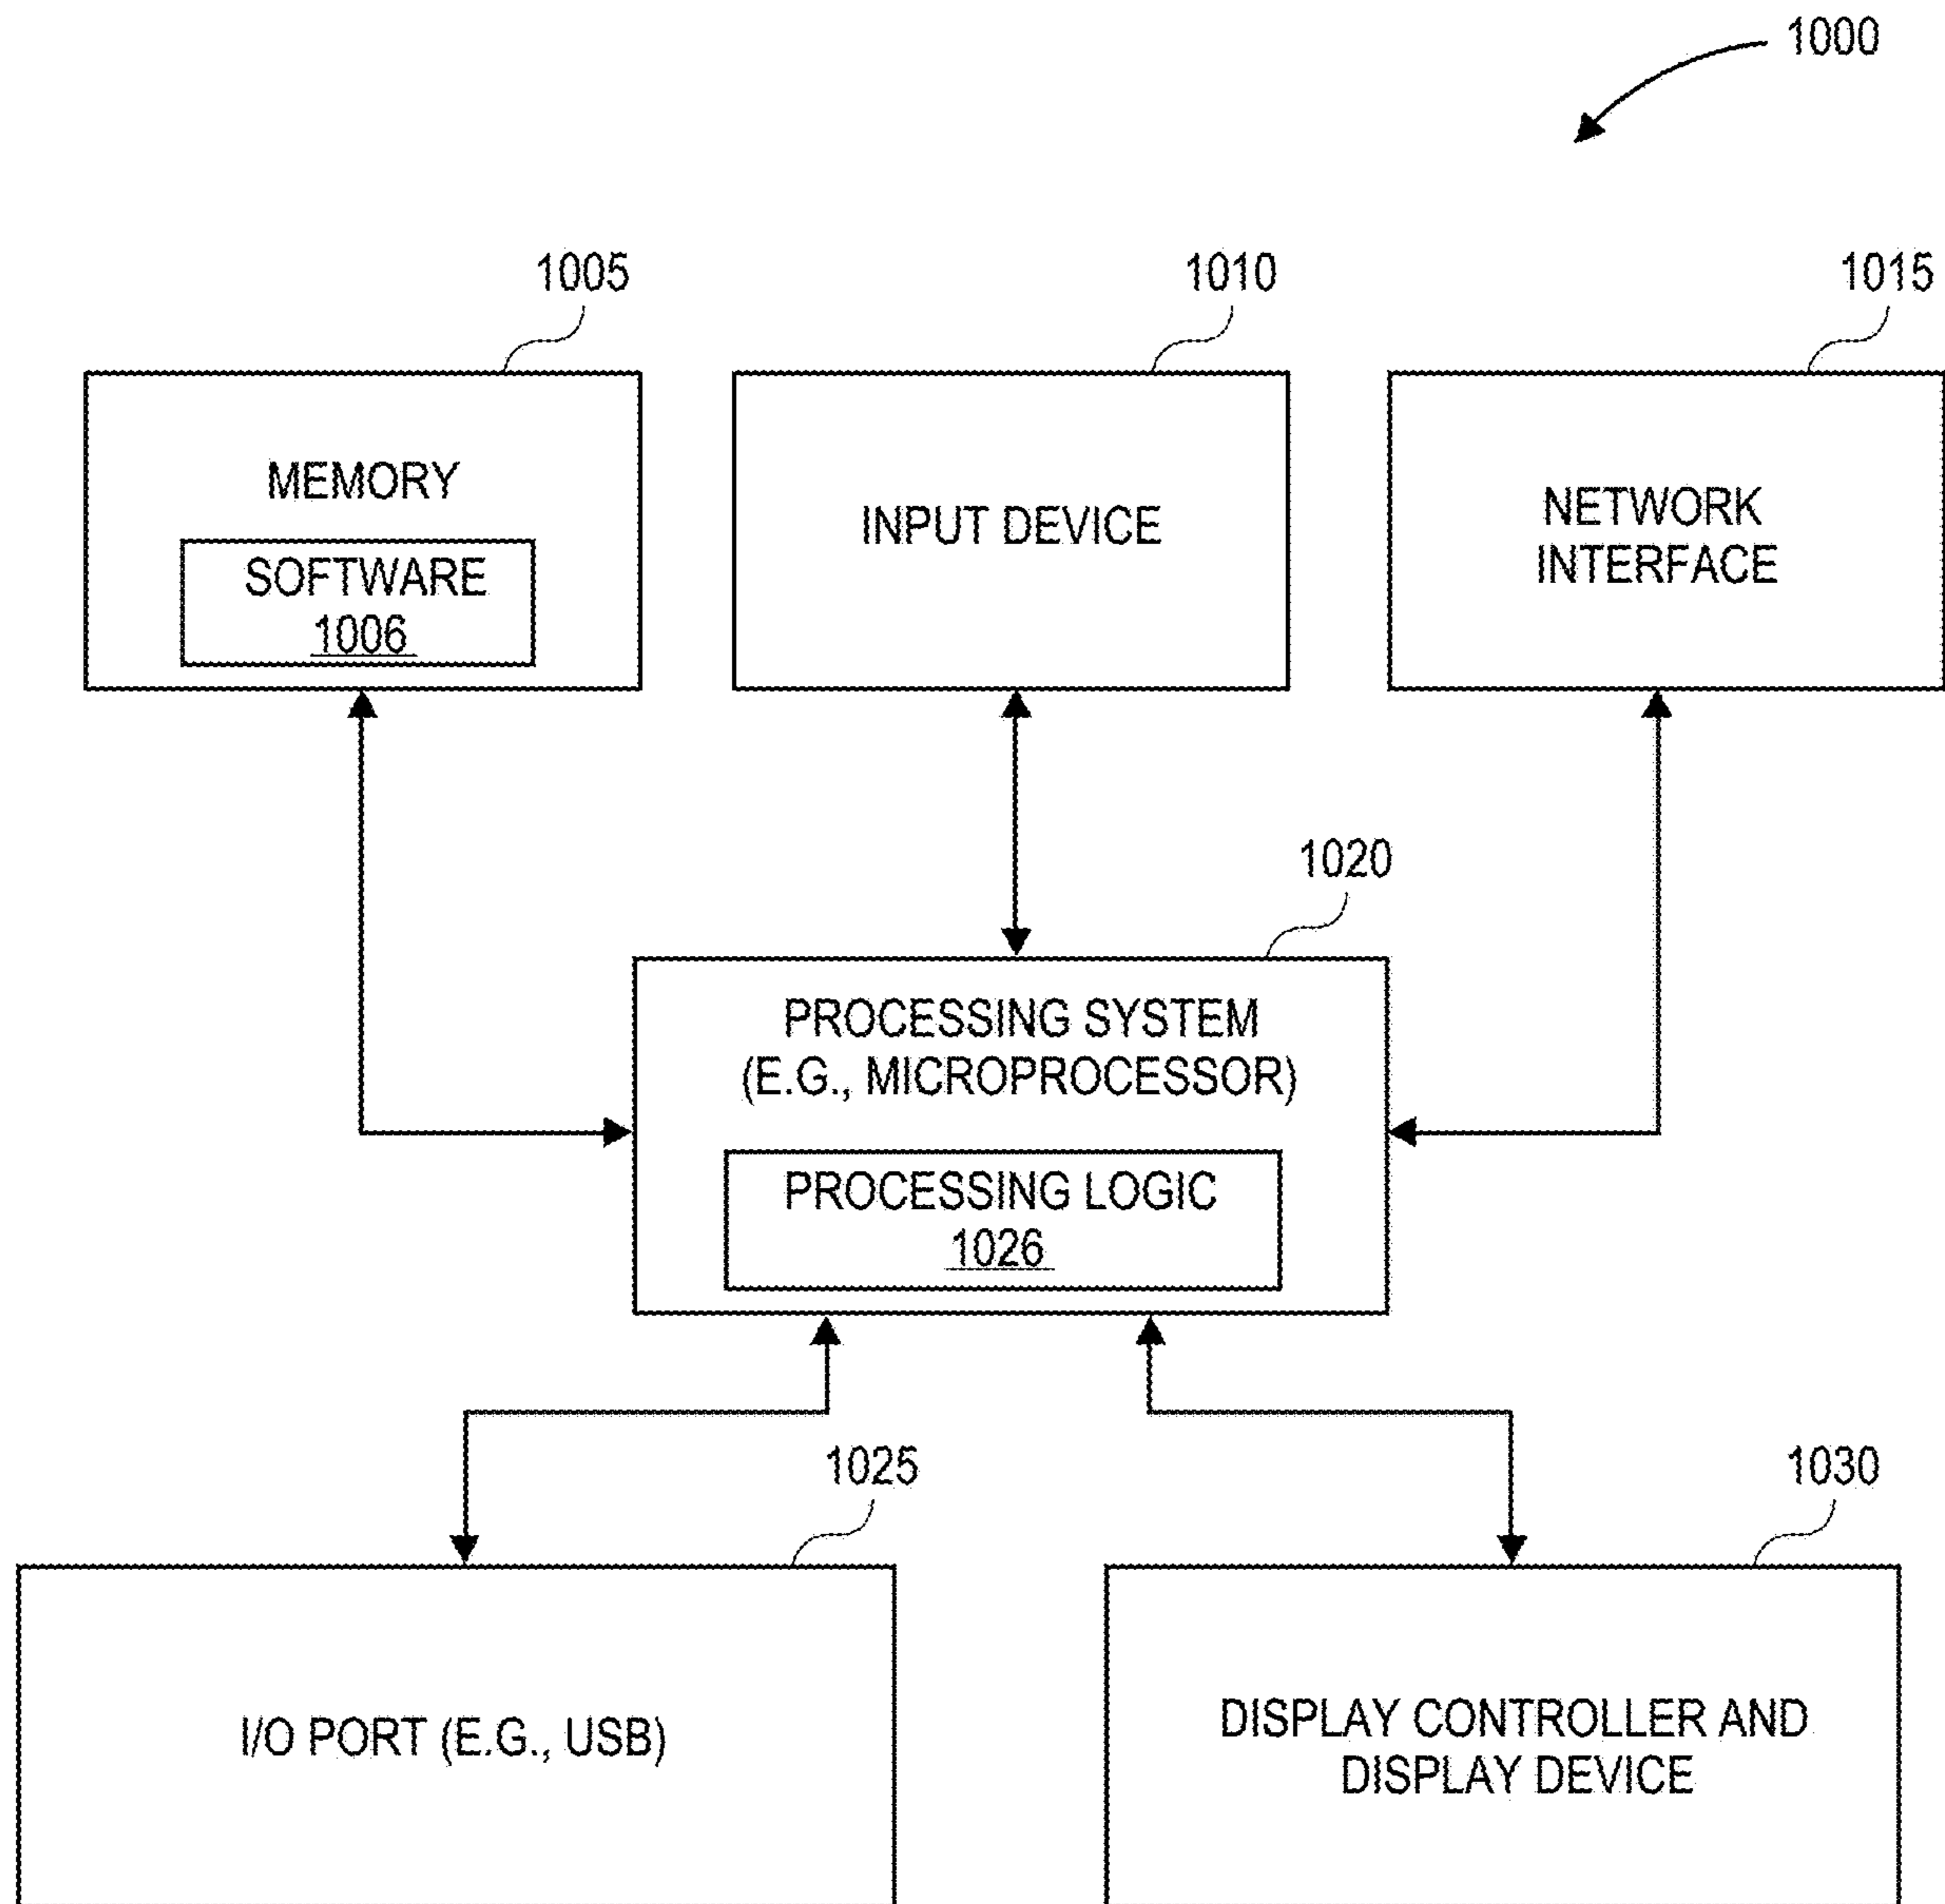 1000
1005
1010
1015
MEMORY
SOFTWARE
1006
INPUT DEVICE
NETWORK
INTERFACE
1020
PROCESSING SYSTEM
(E.G., MICROPROCESSOR)
PROCESSING LOGIC
1026
1025
1030
I/O PORT (E.G., USB)
DISPLAY CONTROLLER AND
DISPLAY DEVICE